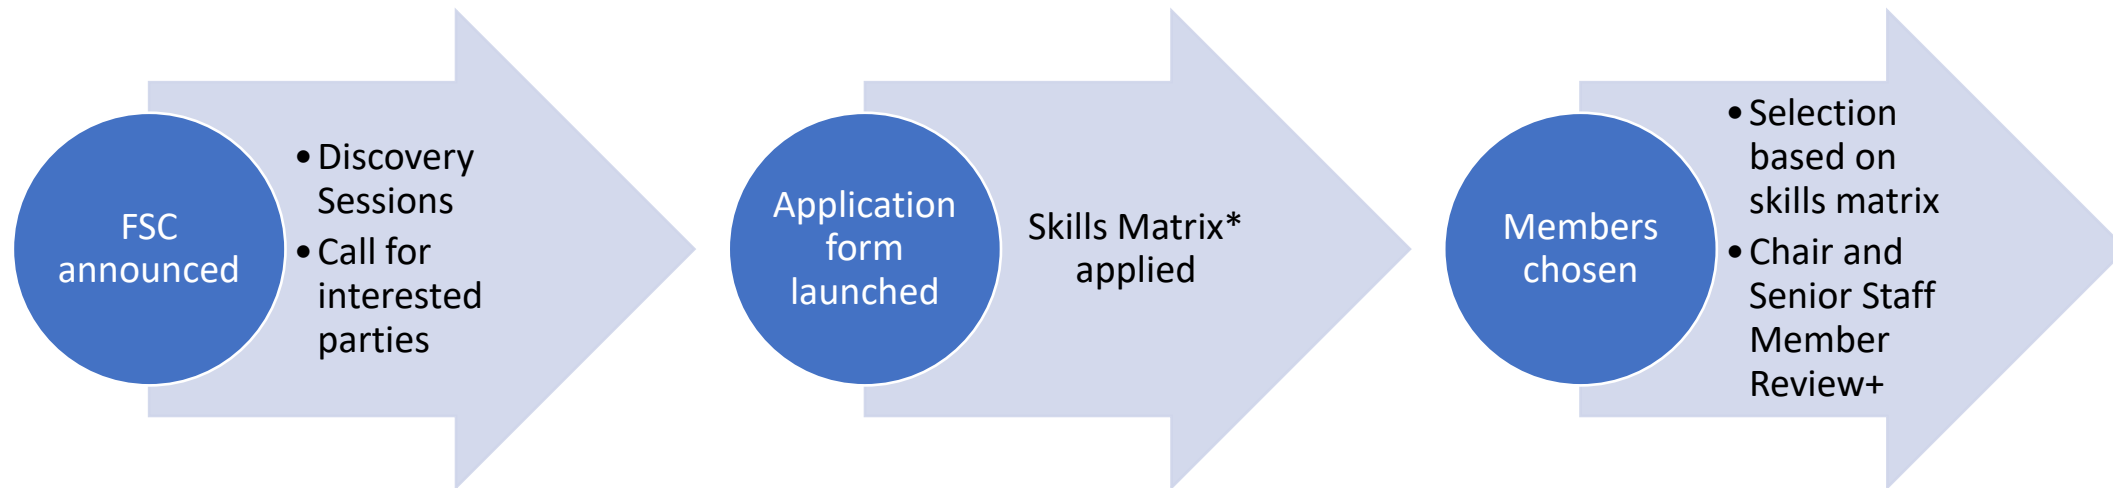 FSC
announced
• Discovery
Sessions
• Call for
interested
parties
Application
form
launched
Skills Matrix*
applied
Members
chosen
• Selection
based on
skills matrix
• Chair and
Senior Staff
Member
Review+